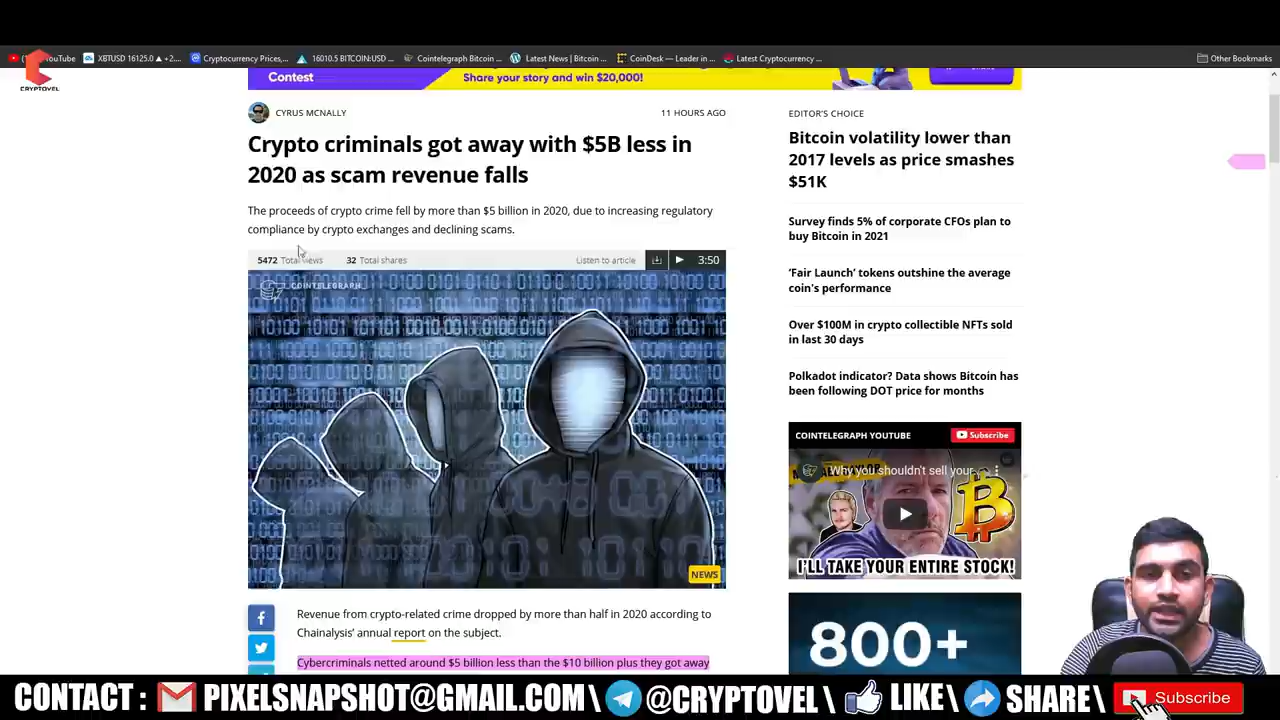 YouTube
XBTUSD 16125.0 ▲ +2....
Cryptocurrency Prices,...
16010.5 BITCOIN:USD ...
Cointelegraph Bitcoin ...
Latest News | Bitcoin ...
CoinDesk — Leader in ...
Latest Cryptocurrency ...
Other Bookmarks
CRYPTOVEL
Contest
Share your story and win $20,000!
CYRUS MCNALLY
11 HOURS AGO
Crypto criminals got away with $5B less in
2020 as scam revenue falls
The proceeds of crypto crime fell by more than $5 billion in 2020, due to increasing regulatory
compliance by crypto exchanges and declining scams.
5472 Total views
32 Total shares
Listen to article
3:50
COINTELEGRAPH
NEWS
Revenue from crypto-related crime dropped by more than half in 2020 according to
Chainalysis' annual report on the subject.
Cybercriminals netted around $5 billion less than the $10 billion plus they got away
EDITOR'S CHOICE
Bitcoin volatility lower than
2017 levels as price smashes
$51K
Survey finds 5% of corporate CFOs plan to
buy Bitcoin in 2021
'Fair Launch' tokens outshine the average
coin's performance
Over $100M in crypto collectible NFTs sold
in last 30 days
Polkadot indicator? Data shows Bitcoin has
been following DOT price for months
COINTELEGRAPH YOUTUBE
Subscribe
Why you shouldn't sell your...
I'LL TAKE YOUR ENTIRE STOCK!
800+
CONTACT : PIXELSNAPSHOT@GMAIL.COM \ @CRYPTOVEL\ LIKE\ SHARE\ Subscribe